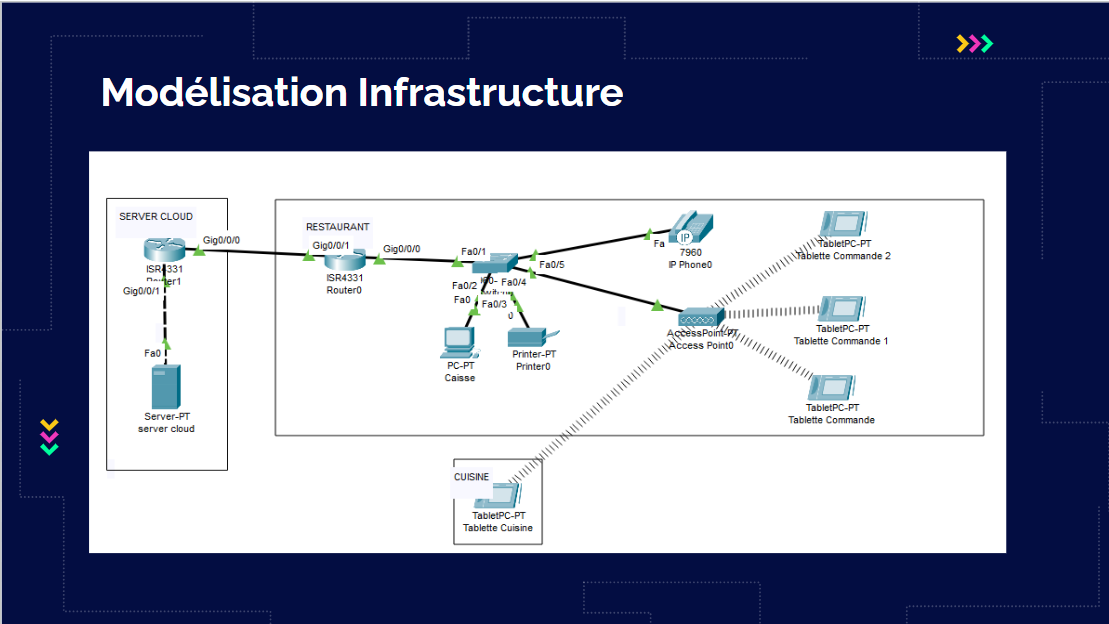 Modélisation Infrastructure
SERVER CLOUD
Gig0/0/0
ISR4331
Router1
Gig0/0/1
Fa0
Server-PT
server cloud
RESTAURANT
Gig0/0/1
Gig0/0/0
ISR4331
Router0
Fa0/1
Fa0/5
Fa0/2
Fa0/4
Fa0
Fa0/3
0
PC-PT
Caisse
Printer-PT
Printer0
Fa
IP
7960
IP Phone0
AccessPoint-PT
Access Point0
TabletPC-PT
Tablette Commande 2
TabletPC-PT
Tablette Commande 1
TabletPC-PT
Tablette Commande
CUISINE
TabletPC-PT
Tablette Cuisine